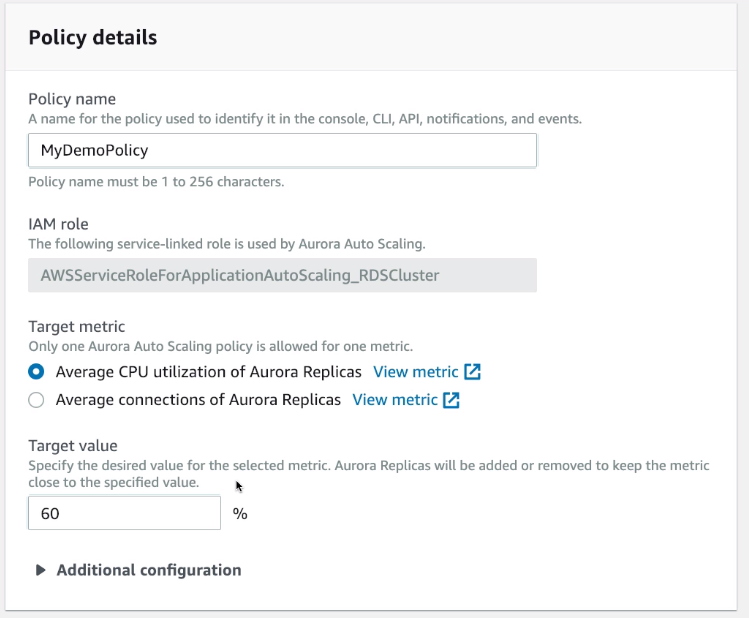 Policy details
Policy name
A name for the policy used to identify it in the console, CLI, API, notifications, and events.
MyDemoPolicy
Policy name must be 1 to 256 characters.
IAM role
The following service-linked role is used by Aurora Auto Scaling.
AWSServiceRoleForApplicationAutoScaling_RDSCluster
Target metric
Only one Aurora Auto Scaling policy is allowed for one metric.
Average CPU utilization of Aurora Replicas View metric
Average connections of Aurora Replicas View metric
Target value
Specify the desired value for the selected metric. Aurora Replicas will be added or removed to keep the metric
close to the specified value.
60 %
Additional configuration